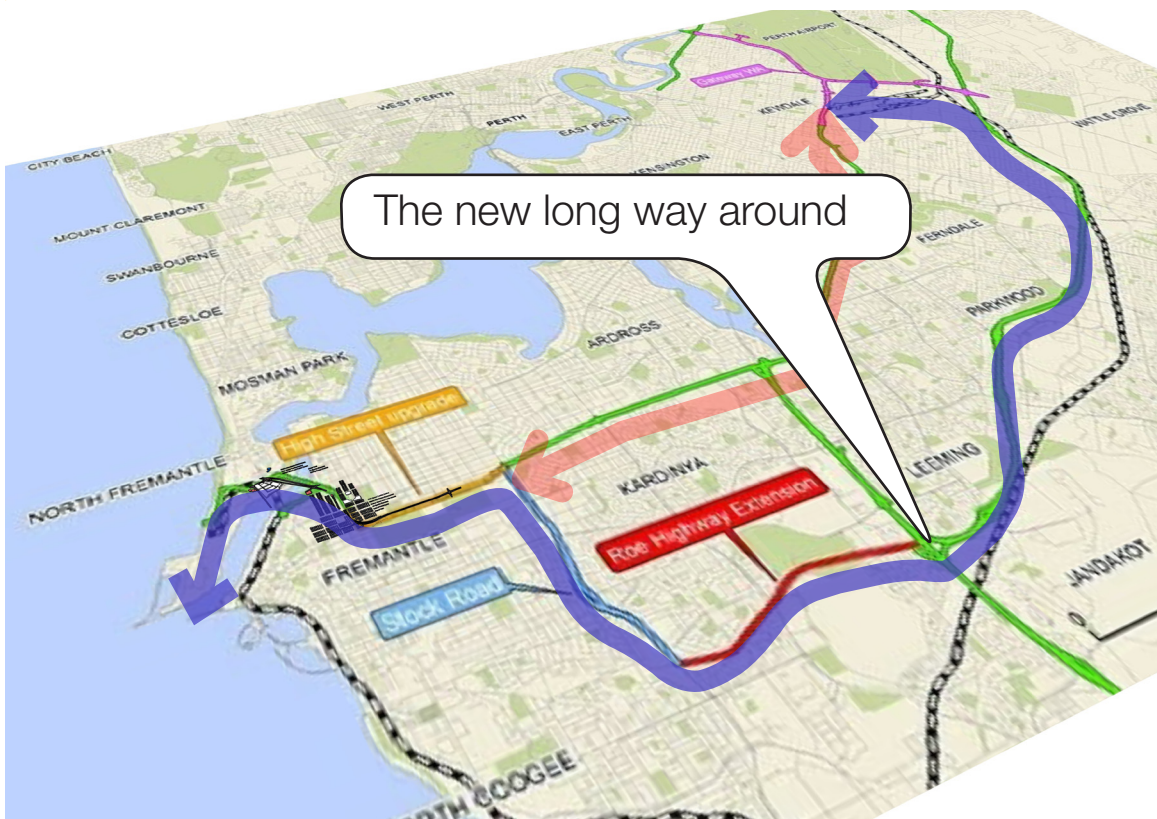 PERTH AIRPORT
Gateway WA
WEST PERTH
KEWDALE
PERTH
WATTLE GROVE
EAST PERTH
CITY BEACH
KENSINGTON
The new long way around
MOUNT CLAREMONT
FERNDALE
SWANBOURNE
PARKWOOD
COTTESLOE
ARDROSS
MOSMAN PARK
High Street upgrade
LEEMING
KARDINYA
NORTH FREMANTLE
Roe Highway Extension
FREMANTLE
JANDAKOT
Stock Road
RTH COOGEE